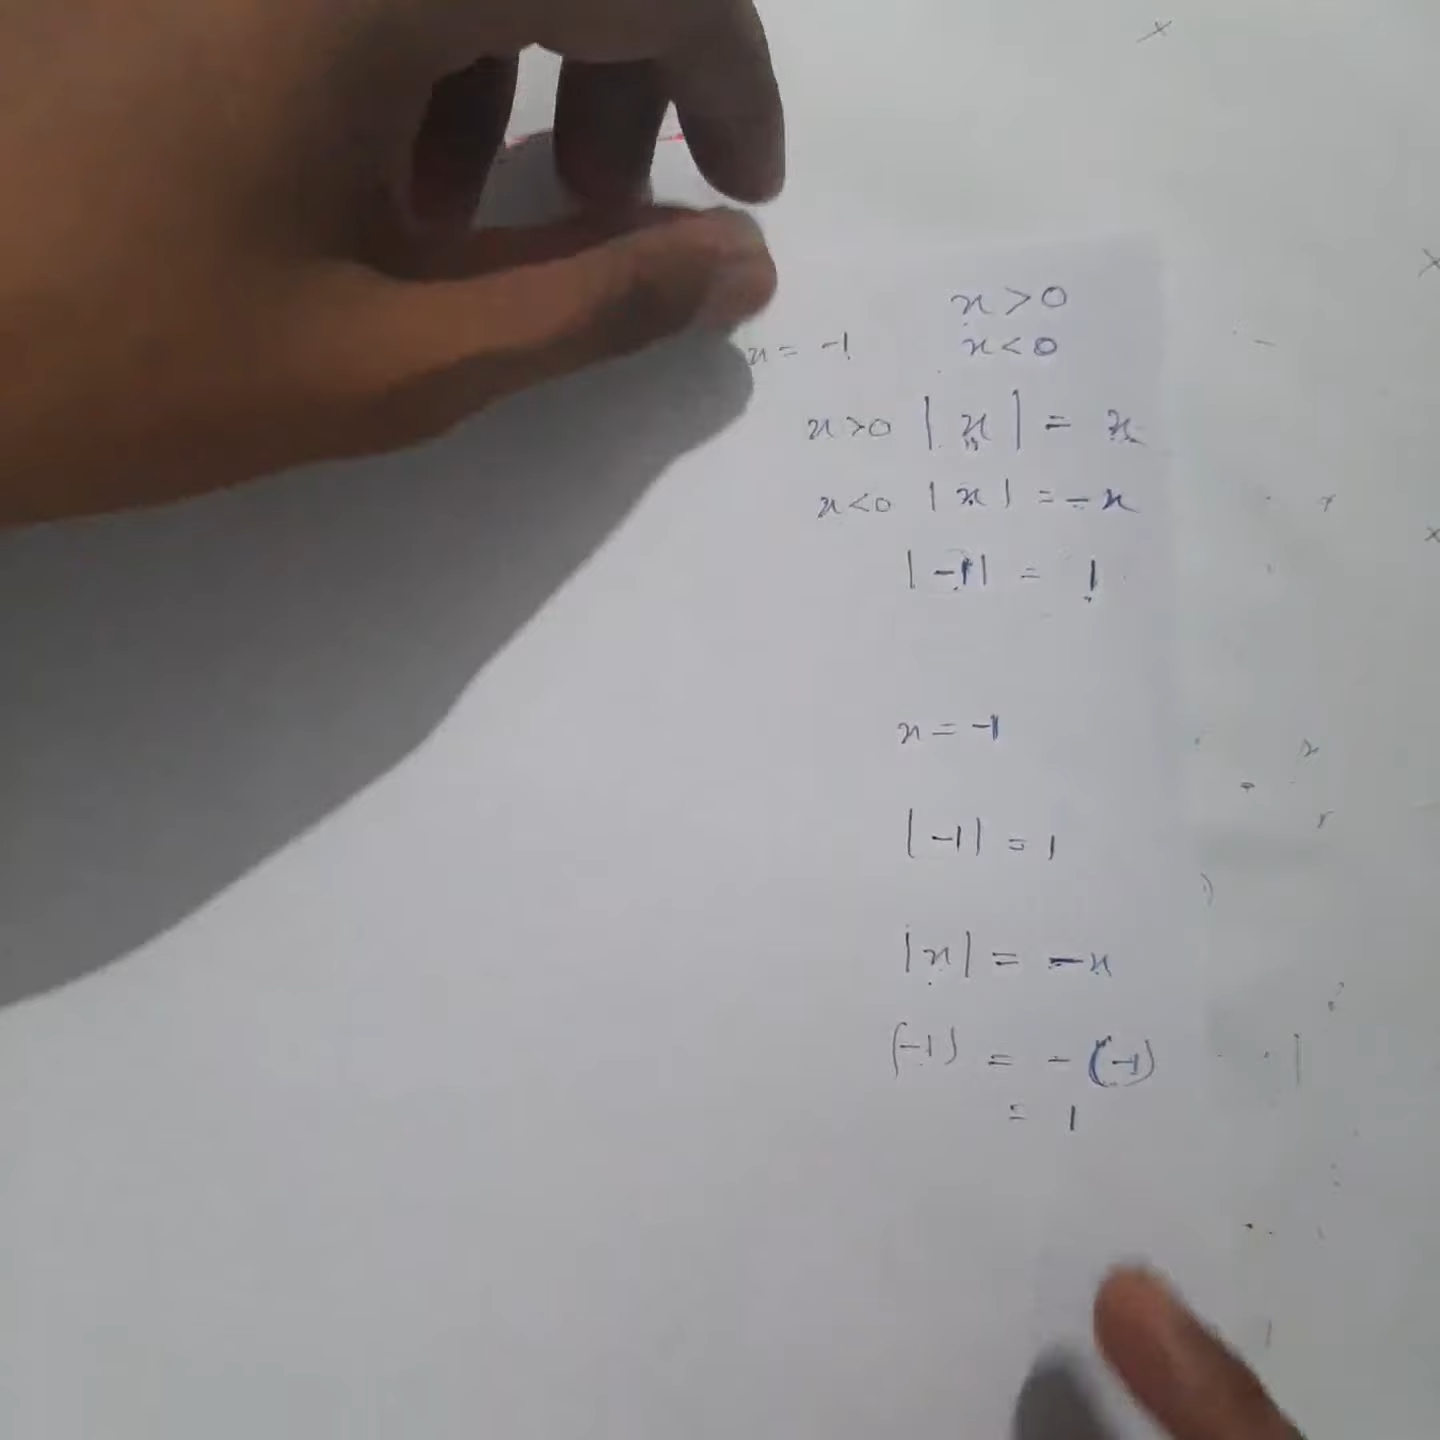 x > 0
x = -1 x < 0
x > 0 | x | = x
x < 0 | x | = - x
| -1 | = 1
x = -1
| -1 | = 1
| x | = - x
(-1) = - (-1)
= 1